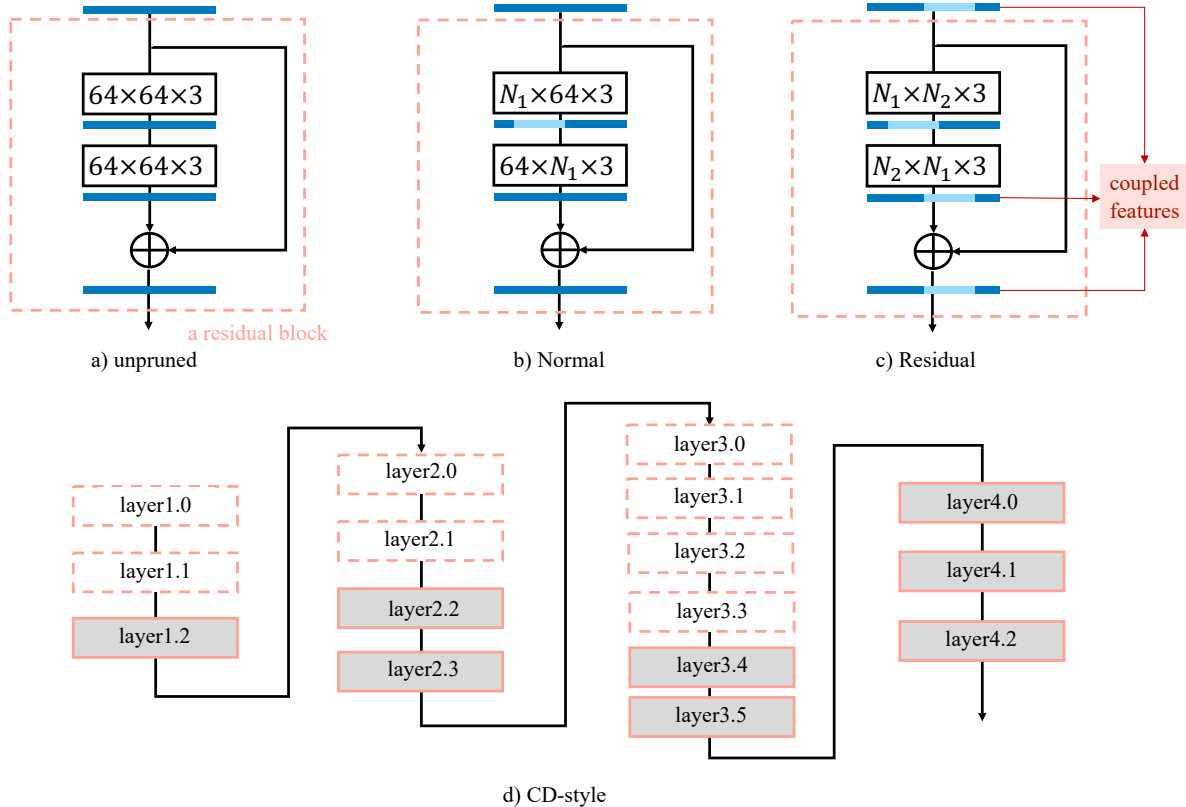 64×64×3
64×64×3
a residual block
a) unpruned
N₁×64×3
64×N₁×3
b) Normal
N₁×N₂×3
N₂×N₁×3
coupled
features
c) Residual
layer1.0
layer1.1
layer1.2
layer2.0
layer2.1
layer2.2
layer2.3
layer3.0
layer3.1
layer3.2
layer3.3
layer3.4
layer3.5
layer4.0
layer4.1
layer4.2
d) CD-style